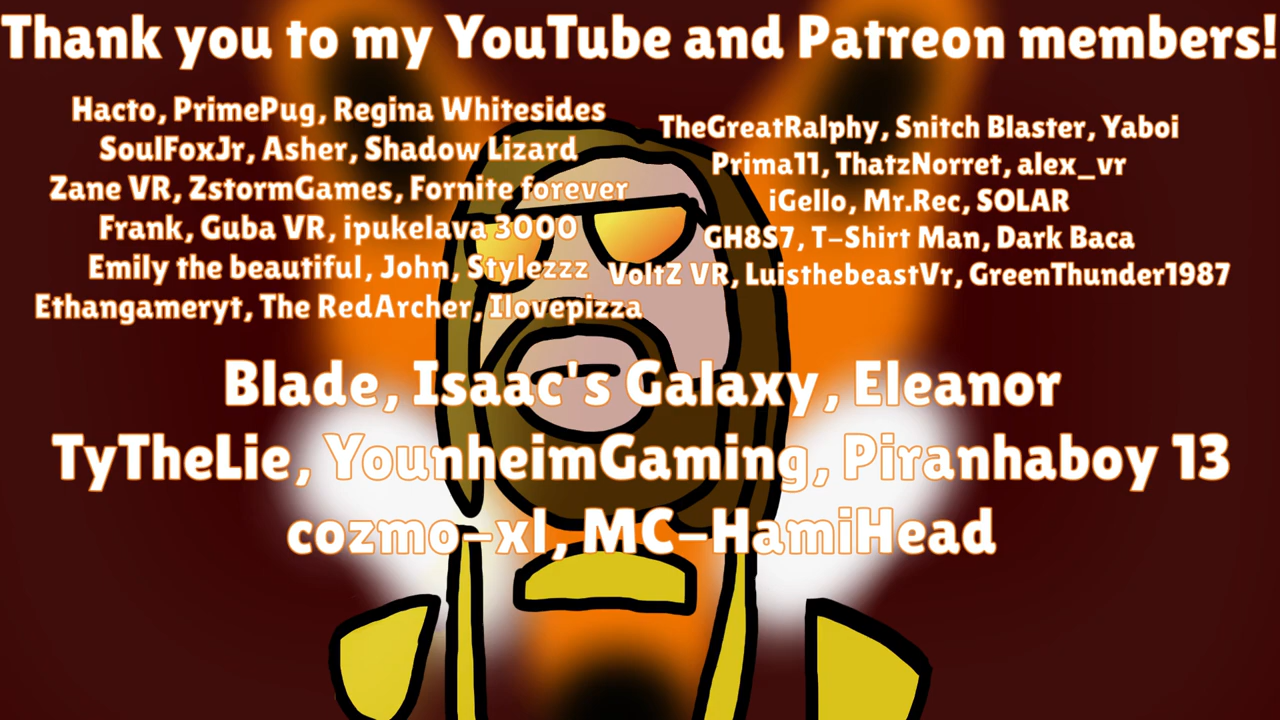 Thank you to my YouTube and Patreon members!
Hacto, PrimePug, Regina Whitesides
SoulFoxJr, Asher, Shadow Lizard
Zane VR, ZstormGames, Fornite forever
Frank, Guba VR, ipukelava 3000
Emily the beautiful, John, Stylezzz
Ethangameryt, The RedArcher, Ilovepizza
TheGreatRalphy, Snitch Blaster, Yaboi
Prima11, ThatzNorret, alex_vr
iGello, Mr.Rec, SOLAR
GH8S7, T-Shirt Man, Dark Baca
VoltZ VR, LuisthebeastVr, GreenThunder1987
Blade, Isaac's Galaxy, Eleanor
TyTheLie, YounheimGaming, Piranhaboy 13
cozmo-xl, MC-HamiHead